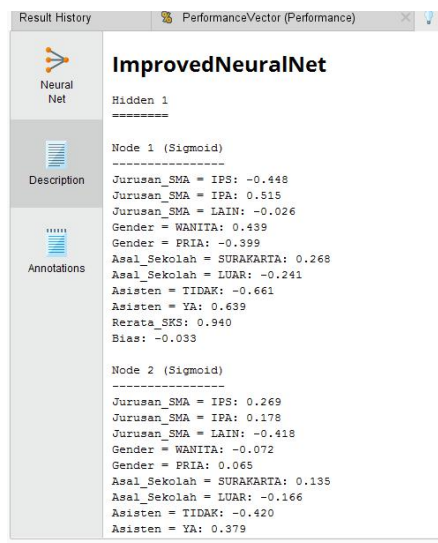 Result History
PerformanceVector (Performance)
Neural
Net
Description
Annotations
ImprovedNeuralNet
Hidden 1
========
Node 1 (Sigmoid)
----------------
Jurusan_SMA = IPS: -0.448
Jurusan_SMA = IPA: 0.515
Jurusan_SMA = LAIN: -0.026
Gender = WANITA: 0.439
Gender = PRIA: -0.399
Asal_Sekolah = SURAKARTA: 0.268
Asal_Sekolah = LUAR: -0.241
Asisten = TIDAK: -0.661
Asisten = YA: 0.639
Rerata_SKS: 0.940
Bias: -0.033
Node 2 (Sigmoid)
----------------
Jurusan_SMA = IPS: 0.269
Jurusan_SMA = IPA: 0.178
Jurusan_SMA = LAIN: -0.418
Gender = WANITA: -0.072
Gender = PRIA: 0.065
Asal_Sekolah = SURAKARTA: 0.135
Asal_Sekolah = LUAR: -0.166
Asisten = TIDAK: -0.420
Asisten = YA: 0.379